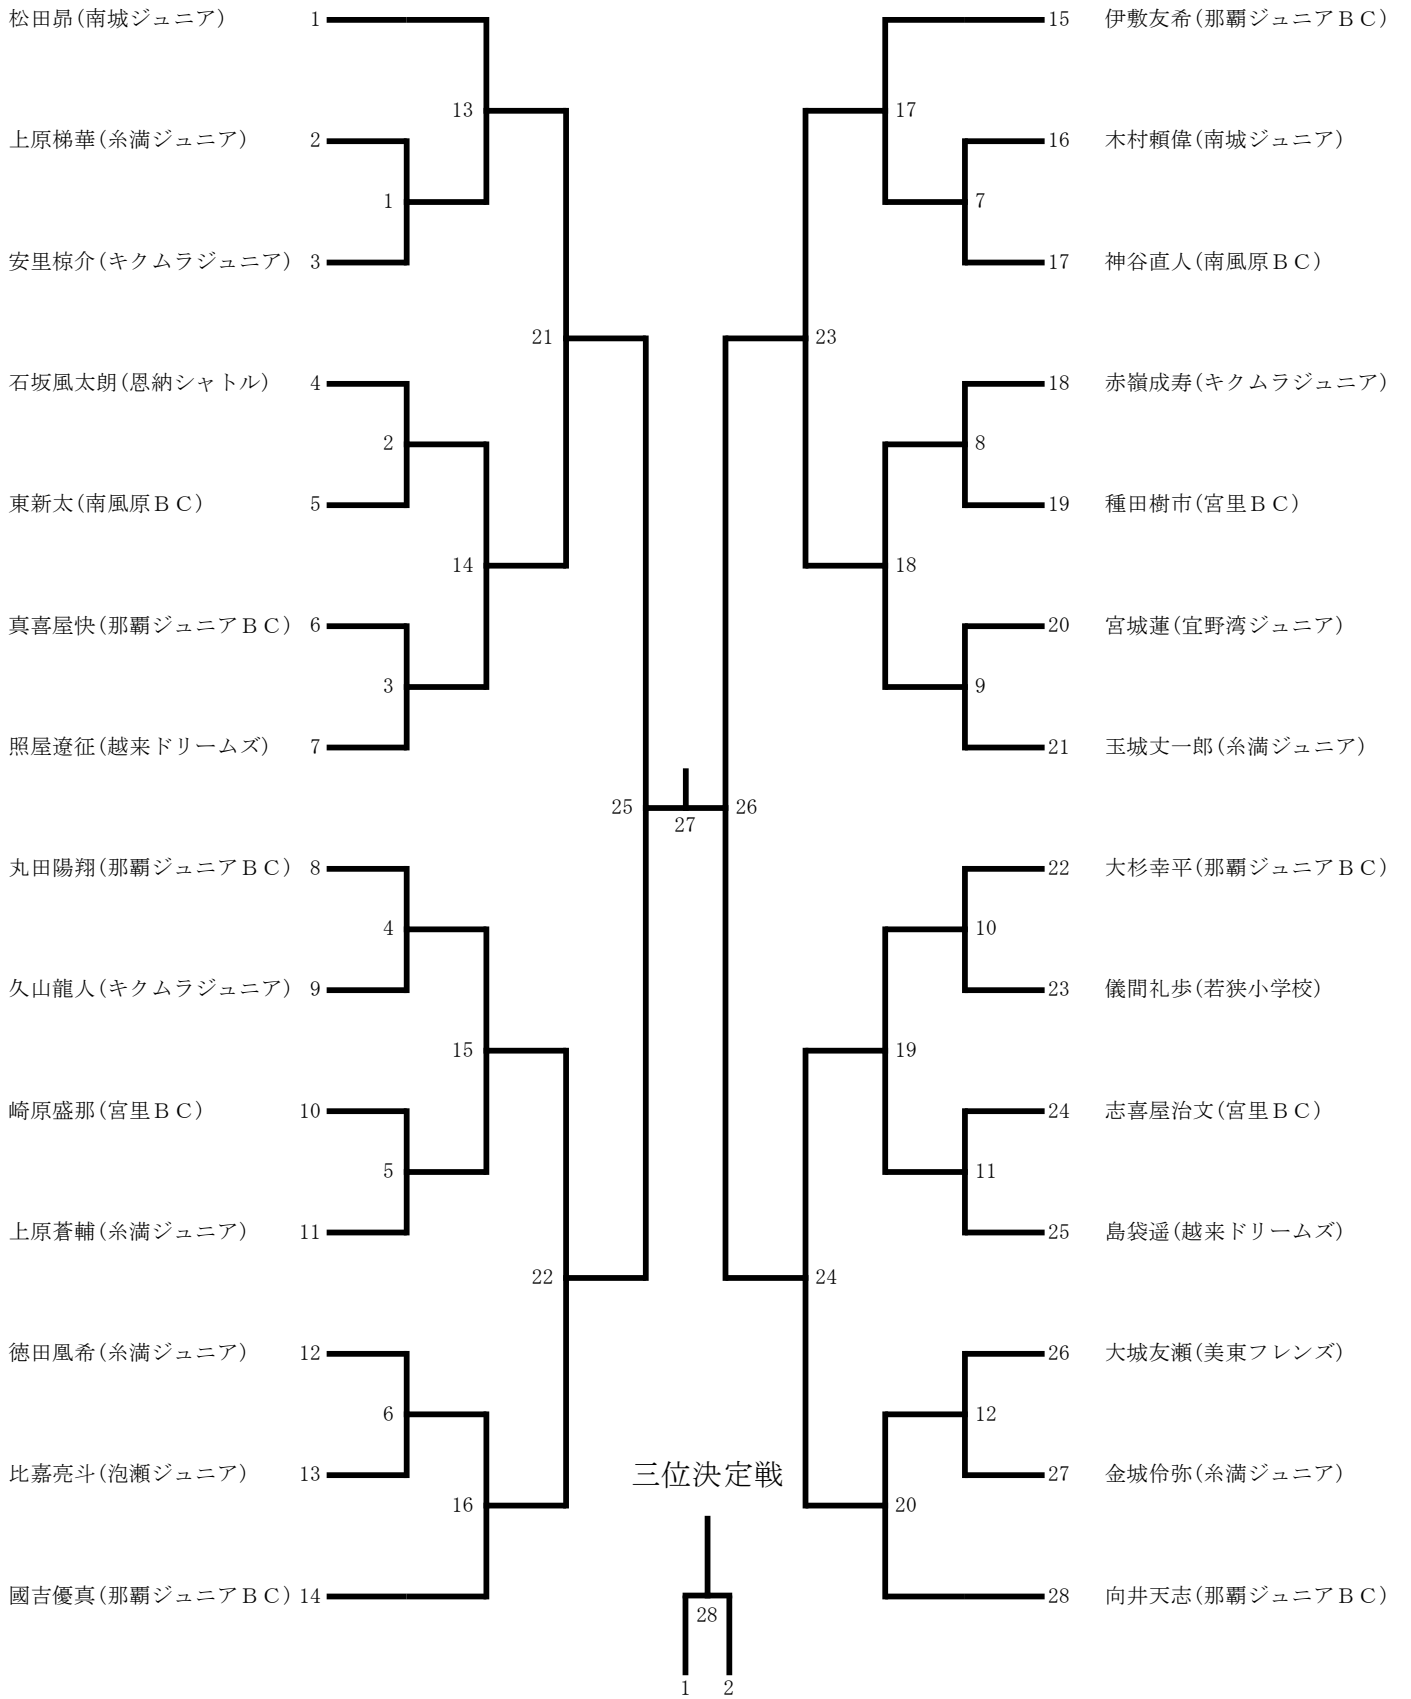 松田昴(南城ジュニア) 1
上原梯華(糸満ジュニア) 2
安里椋介(キクムラジュニア) 3
石坂風太朗(恩納シャトル) 4
東新太(南風原ＢＣ) 5
真喜屋快(那覇ジュニアＢＣ) 6
照屋遼征(越来ドリームズ) 7
丸田陽翔(那覇ジュニアＢＣ) 8
久山龍人(キクムラジュニア) 9
崎原盛那(宮里ＢＣ) 10
上原蒼輔(糸満ジュニア) 11
徳田凰希(糸満ジュニア) 12
比嘉亮斗(泡瀬ジュニア) 13
國吉優真(那覇ジュニアＢＣ) 14
1
2
3
4
5
6
13
14
15
16
21
22
25
27
26
23
24
17
18
19
20
7
8
9
10
11
12
15 伊敷友希(那覇ジュニアＢＣ)
16 木村頼偉(南城ジュニア)
17 神谷直人(南風原ＢＣ)
18 赤嶺成寿(キクムラジュニア)
19 種田樹市(宮里ＢＣ)
20 宮城蓮(宜野湾ジュニア)
21 玉城丈一郎(糸満ジュニア)
22 大杉幸平(那覇ジュニアＢＣ)
23 儀間礼歩(若狭小学校)
24 志喜屋治文(宮里ＢＣ)
25 島袋遥(越来ドリームズ)
26 大城友瀬(美東フレンズ)
27 金城伶弥(糸満ジュニア)
28 向井天志(那覇ジュニアＢＣ)
三位決定戦
28
1 2